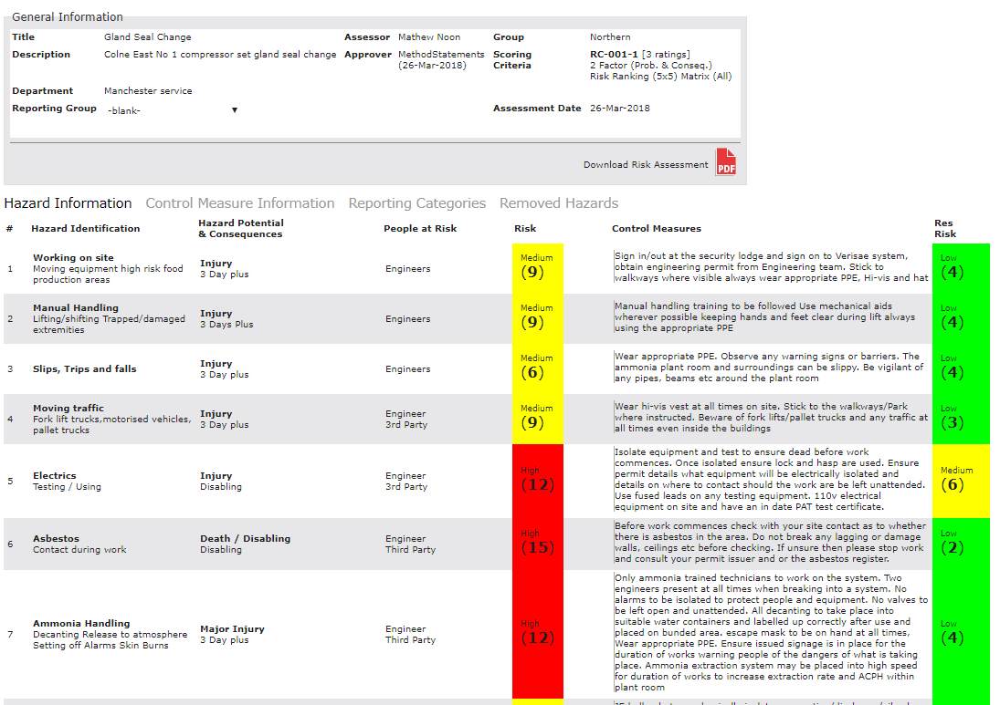 General Information
Title Gland Seal Change Assessor Mathew Noon Group Northern
Description Colne East No 1 compressor set gland seal change Approver MethodStatements (26-Mar-2018) Scoring Criteria RC-001-1 [3 ratings]
2 Factor (Prob. & Conseq.)
Risk Ranking (5x5) Matrix (All)
Department Manchester service
Reporting Group -blank- ▼ Assessment Date 26-Mar-2018
Download Risk Assessment PDF
Hazard Information Control Measure Information Reporting Categories Removed Hazards
# Hazard Identification Hazard Potential & Consequences People at Risk Risk Control Measures Res Risk
1
Working on site
Moving equipment high risk food
production areas
Injury
3 Day plus
Engineers
Medium
(9)
Sign in/out at the security lodge and sign on to Verisae system,
obtain engineering permit from Engineering team. Stick to
walkways where visible always wear appropriate PPE, Hi-vis and hat
Low
(4)
2
Manual Handling
Lifting/shifting Trapped/damaged
extremities
Injury
3 Days Plus
Engineers
Medium
(9)
Manual handling training to be followed Use mechanical aids
wherever possible keeping hands and feet clear during lift always
using the appropriate PPE
Low
(4)
3
Slips, Trips and falls
Injury
3 Day plus
Engineers
Medium
(6)
Wear appropriate PPE. Observe any warning signs or barriers. The
ammonia plant room and surroundings can be slippy. Be vigilant of
any pipes, beams etc around the plant room
Low
(4)
4
Moving traffic
Fork lift trucks,motorised vehicles,
pallet trucks
Injury
3 Day plus
Engineer
3rd Party
Medium
(9)
Wear hi-vis vest at all times on site. Stick to the walkways/Park
where instructed. Beware of fork lifts/pallet trucks and any traffic at
all times even inside the buildings
Low
(3)
5
Electrics
Testing / Using
Injury
Disabling
Engineer
3rd Party
High
(12)
Isolate equipment and test to ensure dead before work
commences. Once isolated ensure lock and hasp are used. Ensure
permit details what equipment will be electrically isolated and
details on where to contact should the work are be left unattended.
Use fused leads on any testing equipment. 110v electrical
equipment on site and have an in date PAT test certificate.
Medium
(6)
6
Asbestos
Contact during work
Death / Disabling
Disabling
Engineer
Third Party
High
(15)
Before work commences check with your site contact as to whether
there is asbestos in the area. Do not break any lagging or damage
walls, ceilings etc before checking. If unsure then please stop work
and consult your permit issuer and or the asbestos register.
Low
(2)
7
Ammonia Handling
Decanting Release to atmosphere
Setting off Alarms Skin Burns
Major Injury
3 Day plus
Engineer
Third Party
High
(12)
Only ammonia trained technicians to work on the system. Two
engineers present at all times when breaking into a system. No
alarms to be isolated to protect people and equipment. No valves to
be left open and unattended. All decanting to take place into
suitable water containers and labelled up correctly after use and
placed on bunded area. escape mask to be on hand at all times,
Wear appropriate PPE. Ensure issued signage is in place for the
duration of works warning people of the dangers of what is taking
place. Ammonia extraction system may be placed into high speed
for duration of works to increase extraction rate and ACPH within
plant room
Low
(4)